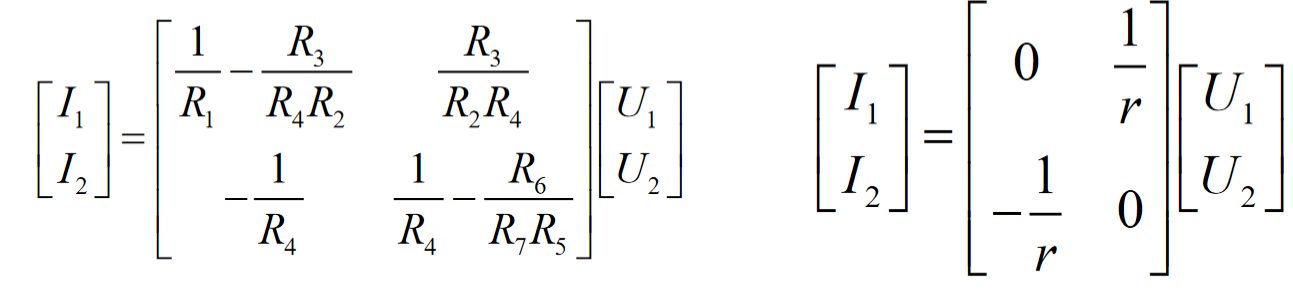 [I₁ I₂] = [1/R₁ − R₃/(R₄R₂) R₃/(R₂R₄); −1/R₄ 1/R₄ − R₆/(R₇R₅)] [U₁ U₂]
[I₁ I₂] = [0 1/r; −1/r 0] [U₁ U₂]